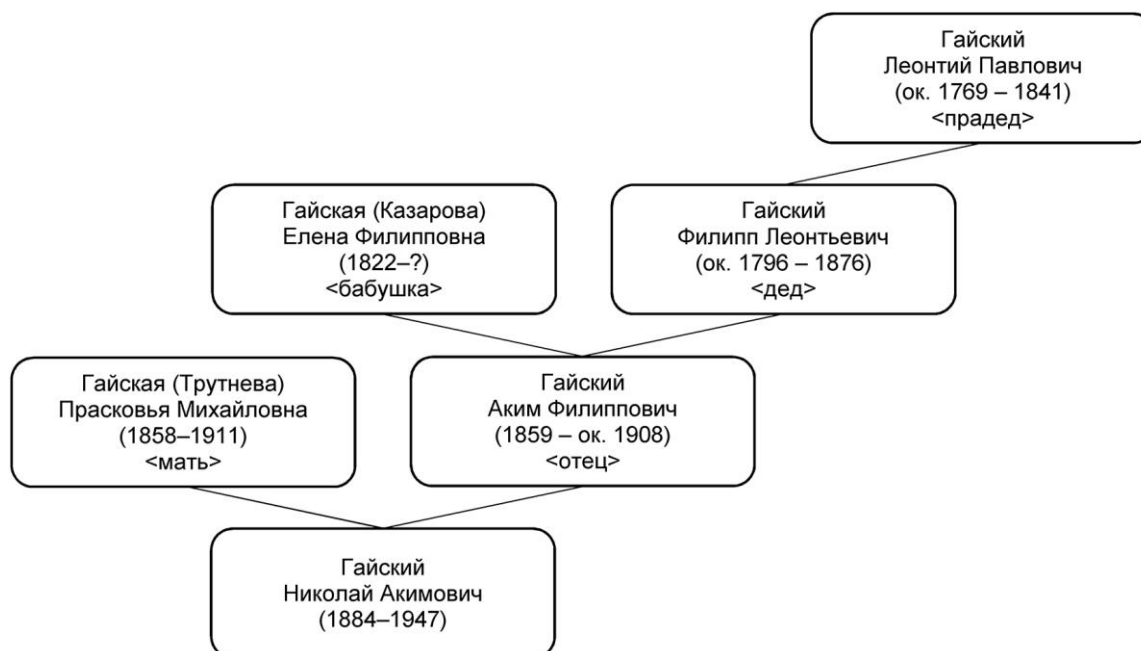 Гайский
Леонтий Павлович
(ок. 1769 – 1841)
<прадед>
Гайская (Казарова)
Елена Филипповна
(1822–?)
<бабушка>
Гайский
Филипп Леонтьевич
(ок. 1796 – 1876)
<дед>
Гайская (Трутнева)
Прасковья Михайловна
(1858–1911)
<мать>
Гайский
Аким Филиппович
(1859 – ок. 1908)
<отец>
Гайский
Николай Акимович
(1884–1947)